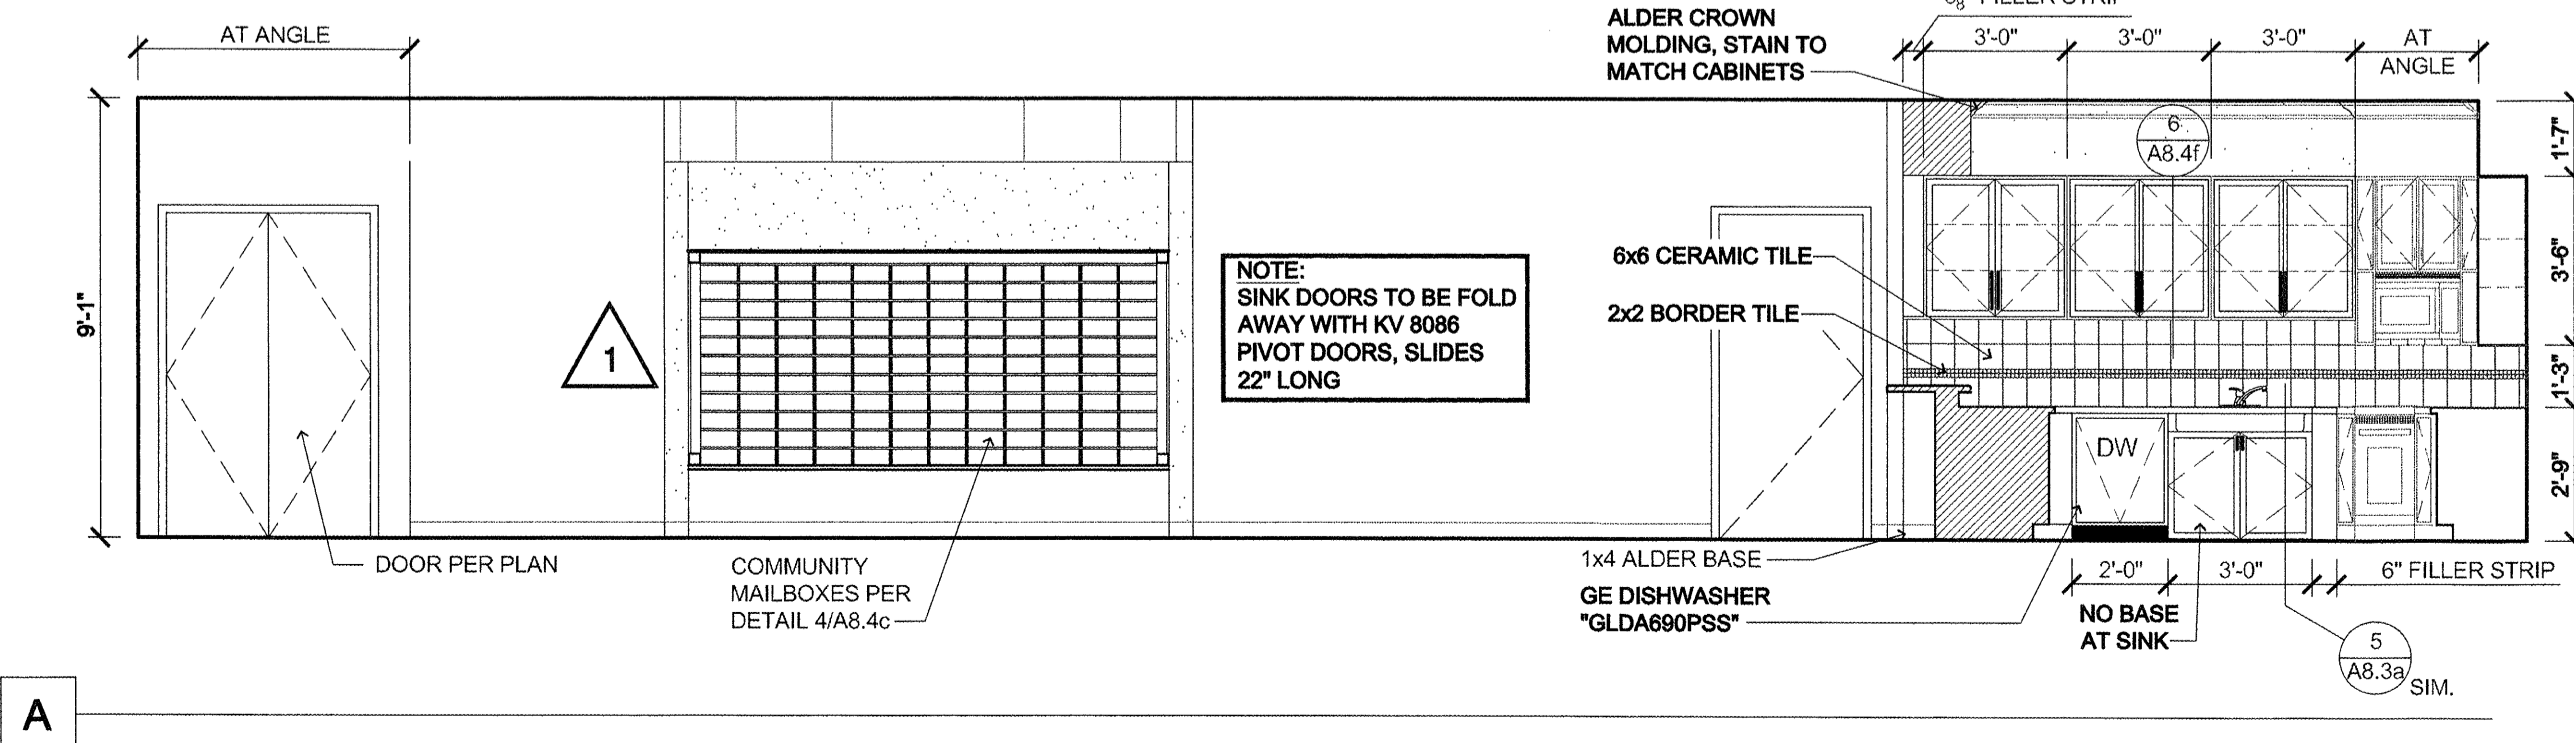 AT ANGLE
9'-1"
DOOR PER PLAN
1
COMMUNITY
MAILBOXES PER
DETAIL 4/A8.4c
NOTE:
SINK DOORS TO BE FOLD
AWAY WITH KV 8086
PIVOT DOORS, SLIDES
22" LONG
ALDER CROWN
MOLDING, STAIN TO
MATCH CABINETS
FILLER STRIP
3'-0"
3'-0"
3'-0"
AT
ANGLE
6
A8.4f
6x6 CERAMIC TILE
2x2 BORDER TILE
1'-7"
3'-6"
1'-3"
2'-9"
DW
1x4 ALDER BASE
GE DISHWASHER
"GLDA690PSS"
2'-0"
3'-0"
6" FILLER STRIP
NO BASE
AT SINK
5
A8.3a
SIM.
A